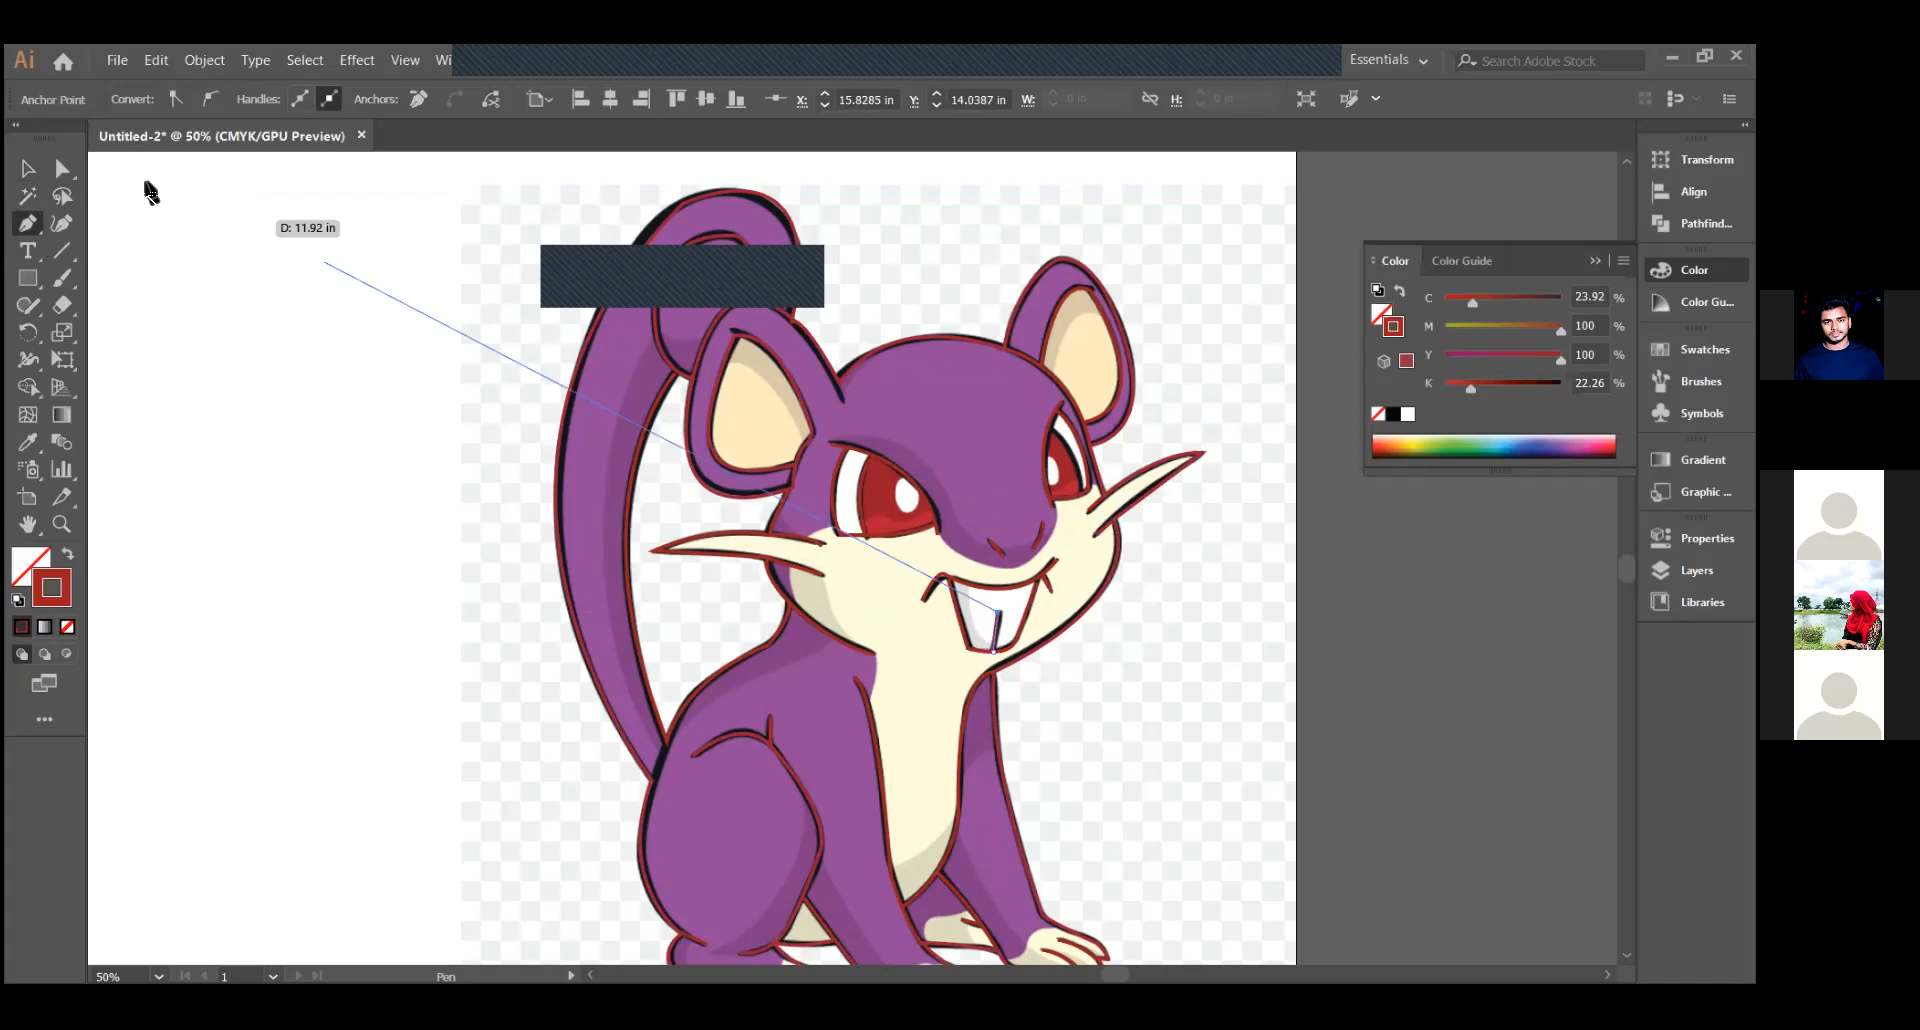 Ai File Edit Object Type Select Effect View Wi Essentials Search Adobe Stock
Anchor Point Convert: Handles: Anchors: X: 15.8285 in Y: 14.0387 in W: 0 in H: 0 in
Untitled-2* @ 50% (CMYK/GPU Preview)
D: 11.92 in
Color Color Guide
C 23.92 %
M 100 %
Y 100 %
K 22.26 %
Transform
Align
Pathfind...
Color
Color Gu...
Swatches
Brushes
Symbols
Gradient
Graphic ...
Properties
Layers
Libraries
50% 1 Pen